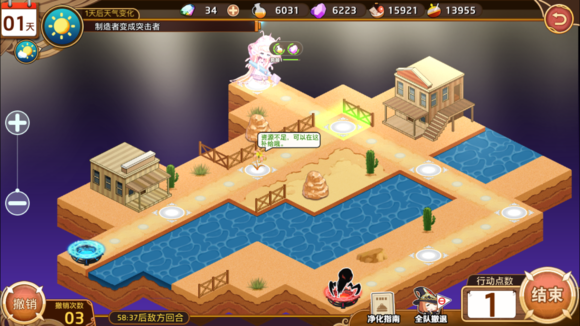 01天
1天后天气变化
制造者变成突击者
34
6031
6223
15921
13955
资源不足，可以在这
补给哦。
撤销
撤销次数
03
58:37后敌方回合
净化指南
全队撤退
行动点数
1
结束